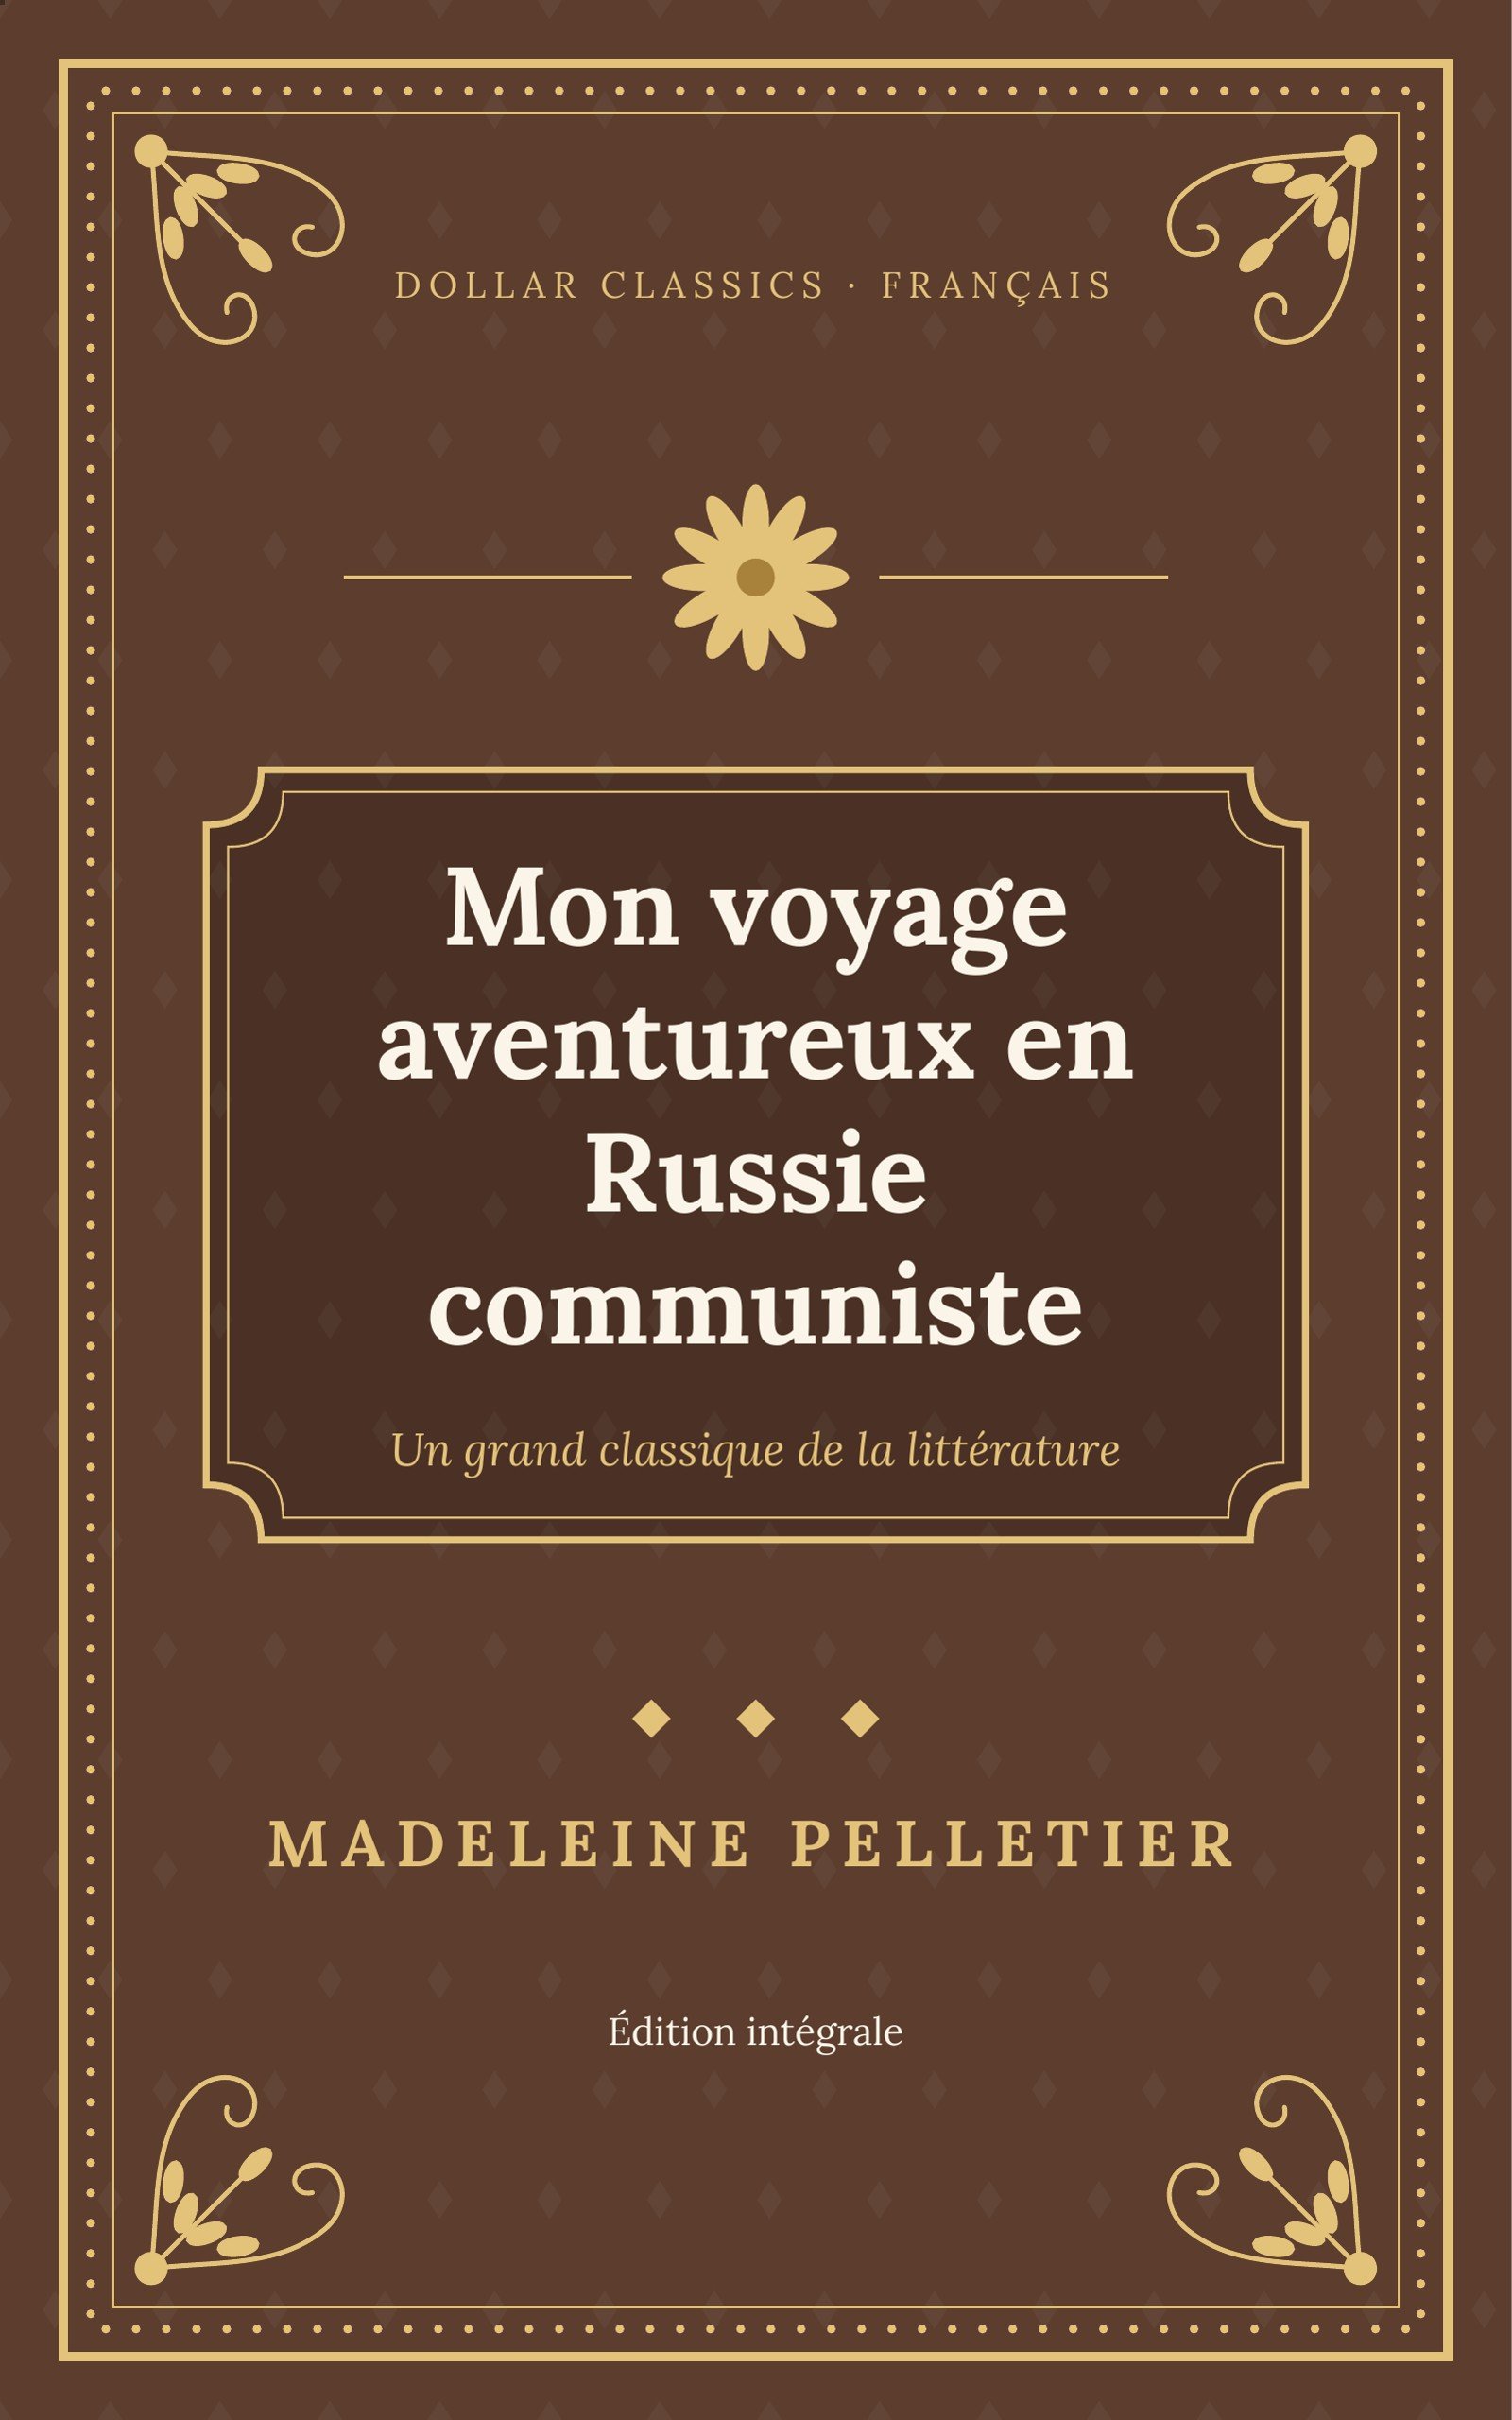 DOLLAR CLASSICS · FRANÇAIS
Mon voyage
aventureux en
Russie
communiste
Un grand classique de la littérature
MADELEINE PELLETIER
Édition intégrale